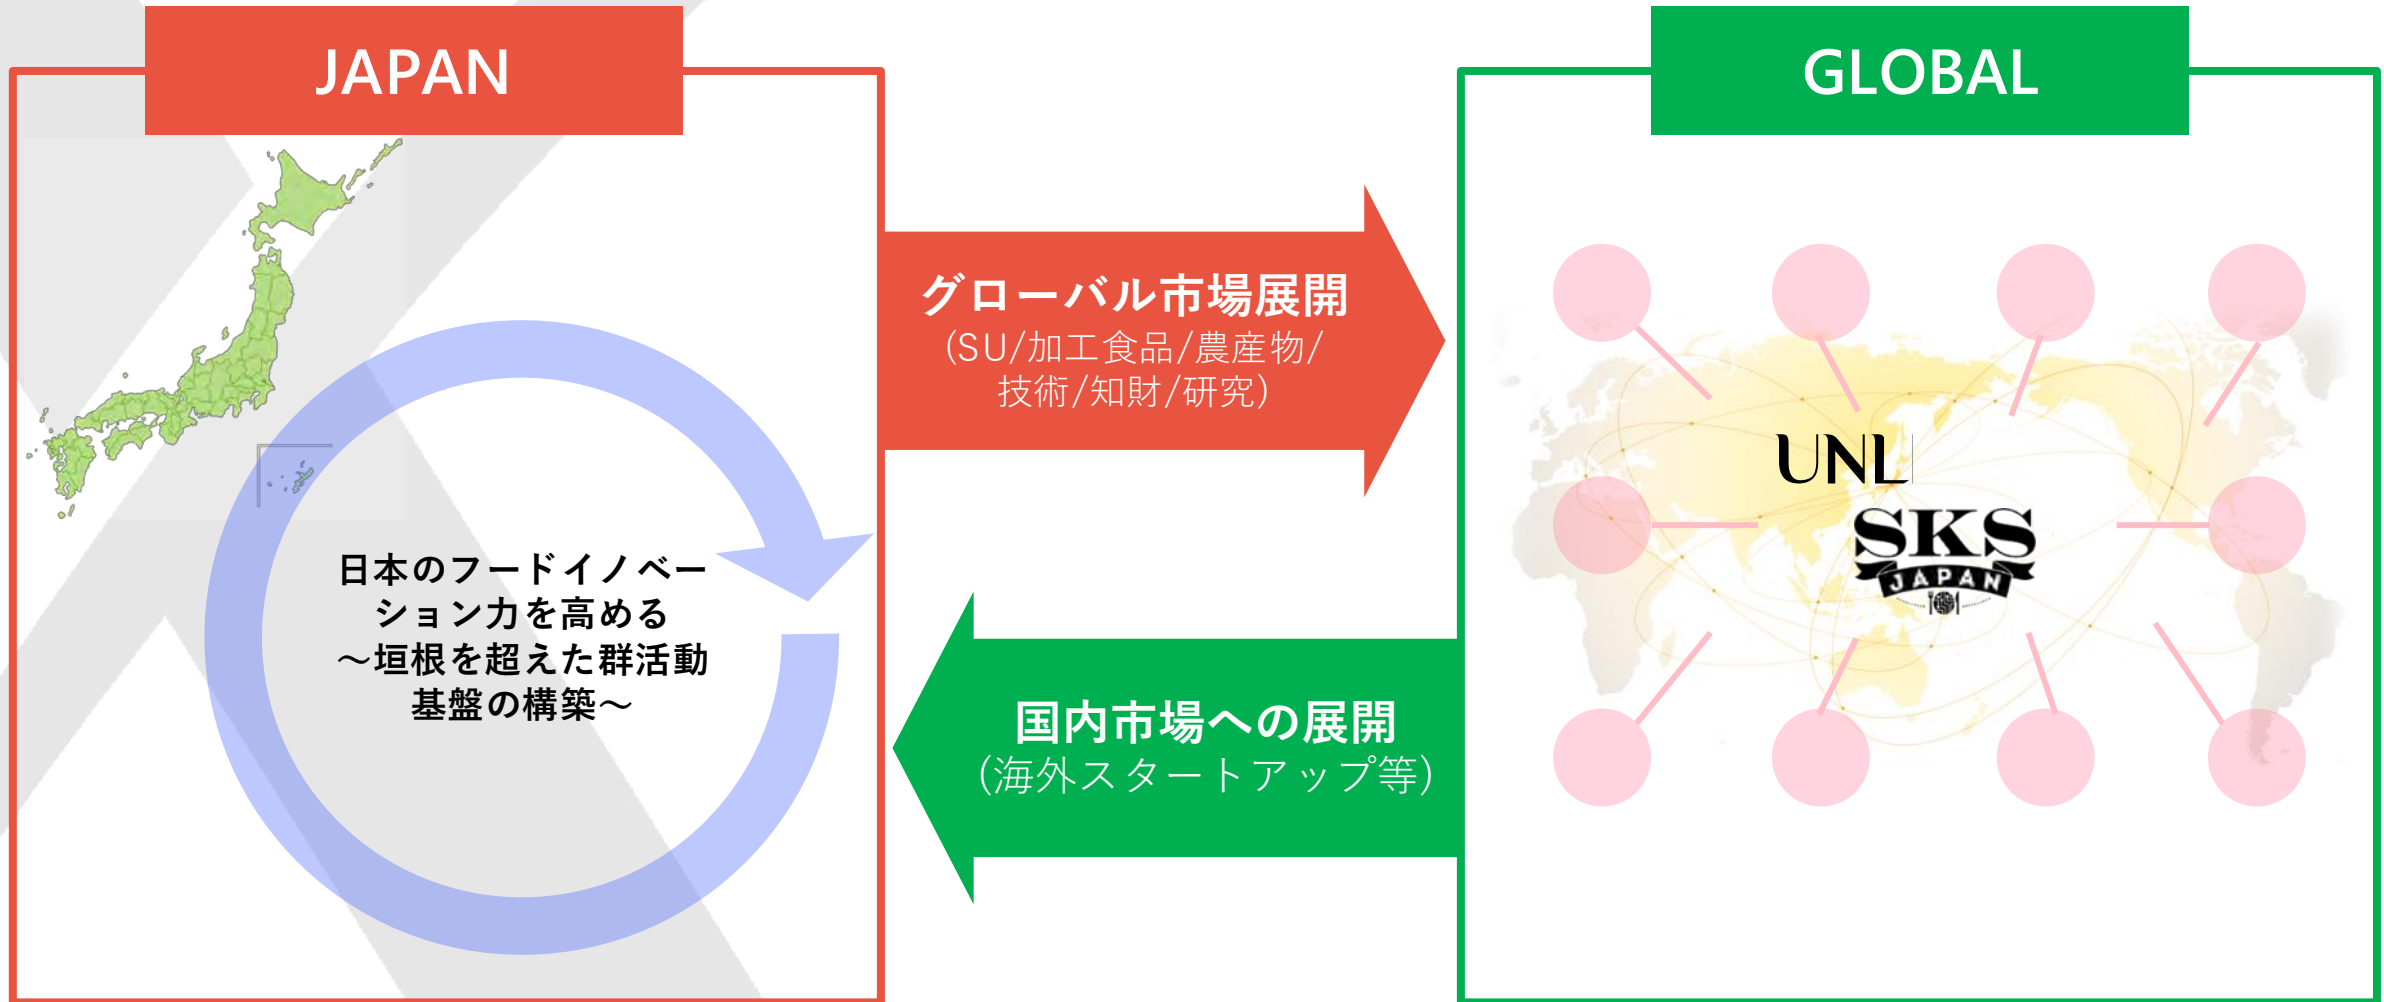 JAPAN
GLOBAL
グローバル市場展開
(SU/加工食品/農産物/
技術/知財/研究)
日本のフードイノベー
ション力を高める
～垣根を超えた群活動
基盤の構築～
国内市場への展開
(海外スタートアップ等)
UNL
SKS
JAPAN